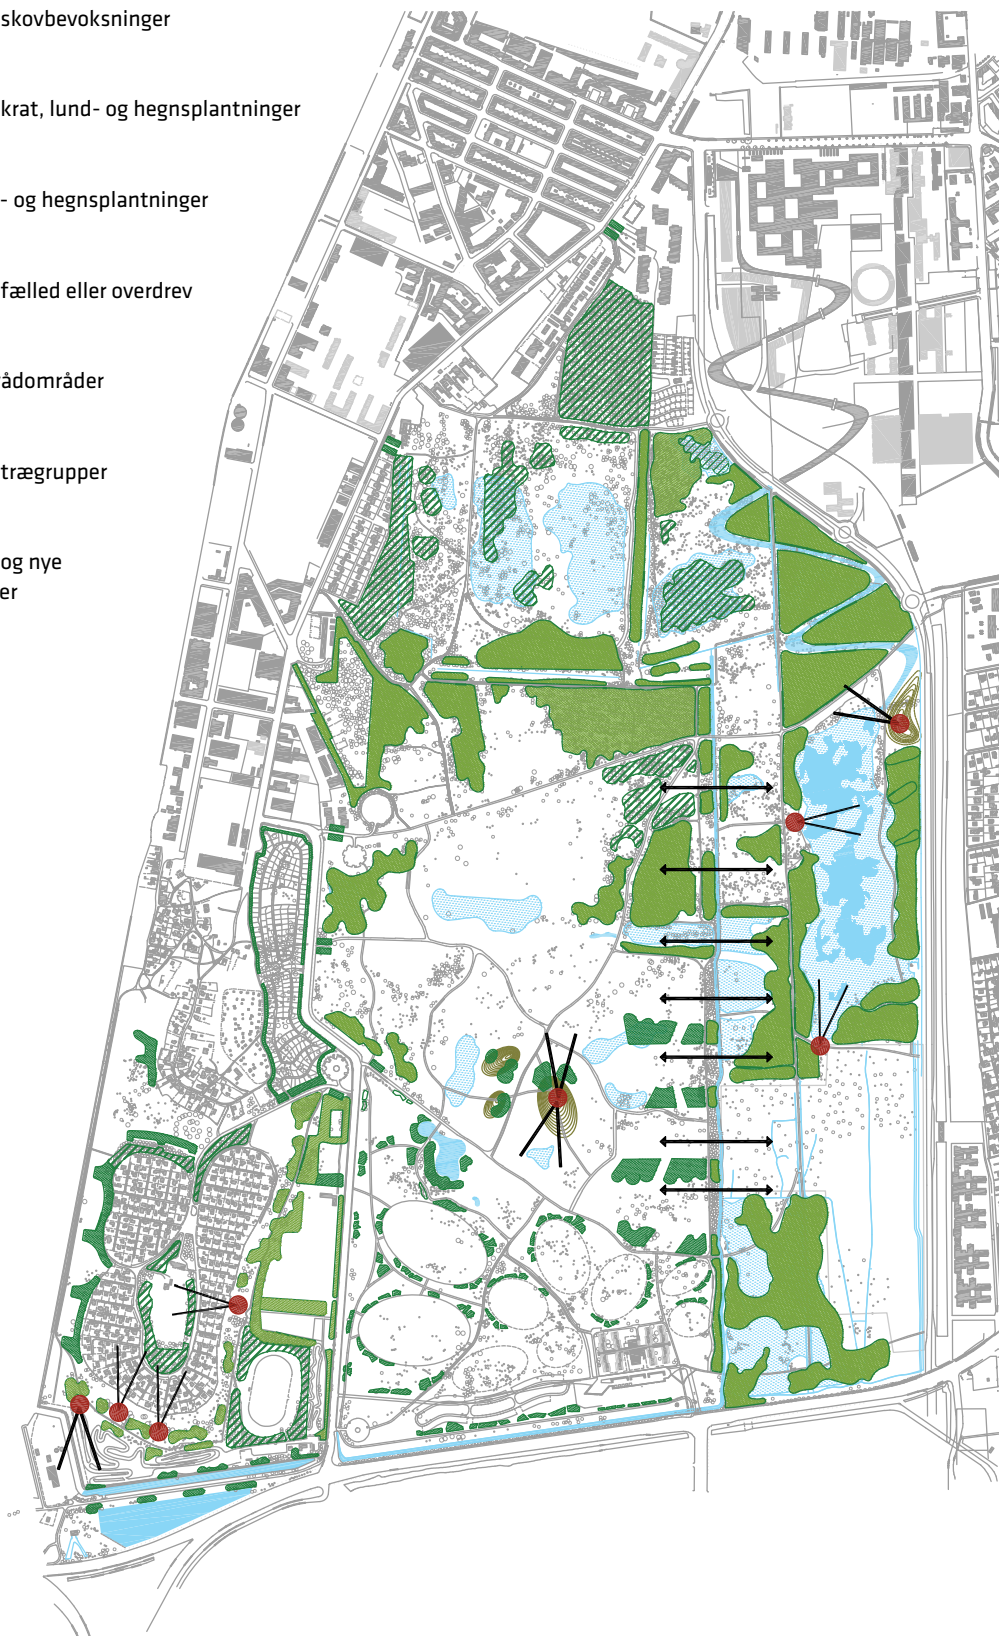 skovbevoksninger
krat, lund- og hegnsplantninger
- og hegnsplantninger
fælled eller overdrev
ådområder
trægrupper
og nye
er